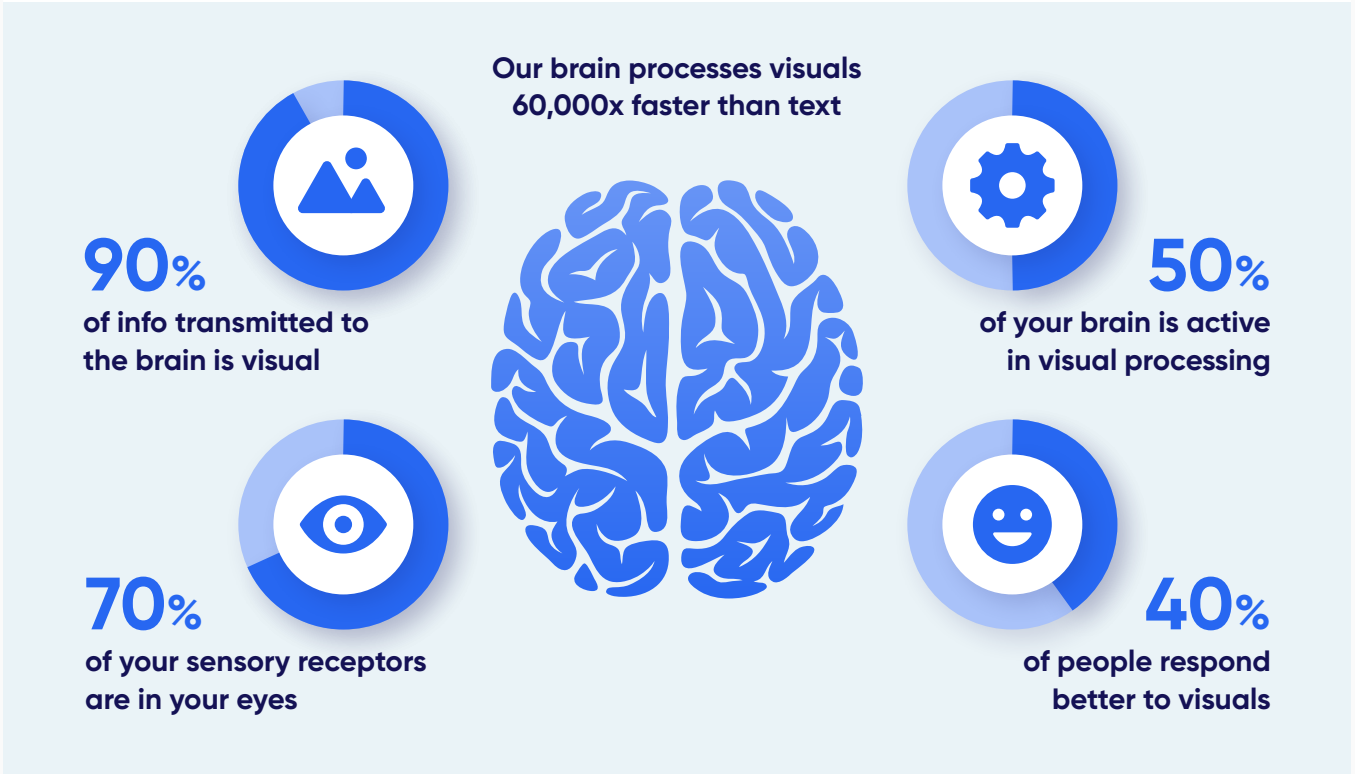 Our brain processes visuals
60,000x faster than text
90%
of info transmitted to
the brain is visual
50%
of your brain is active
in visual processing
70%
of your sensory receptors
are in your eyes
40%
of people respond
better to visuals